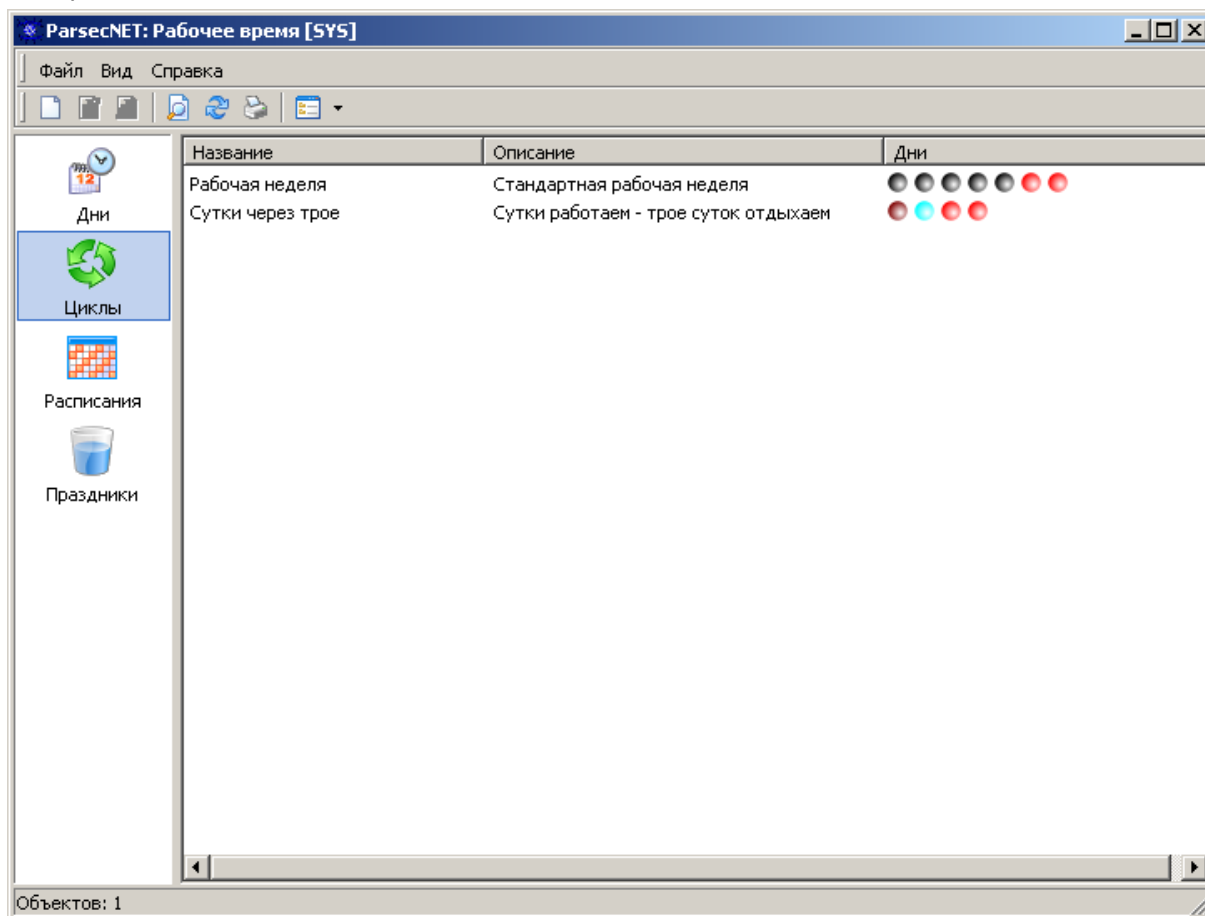 ParsecNET: Рабочее время [SYS]
Файл Вид Справка
Название Описание Дни
Рабочая неделя Стандартная рабочая неделя
Сутки через трое Сутки работаем - трое суток отдыхаем
12
Дни
Циклы
Расписания
Праздники
Объектов: 1